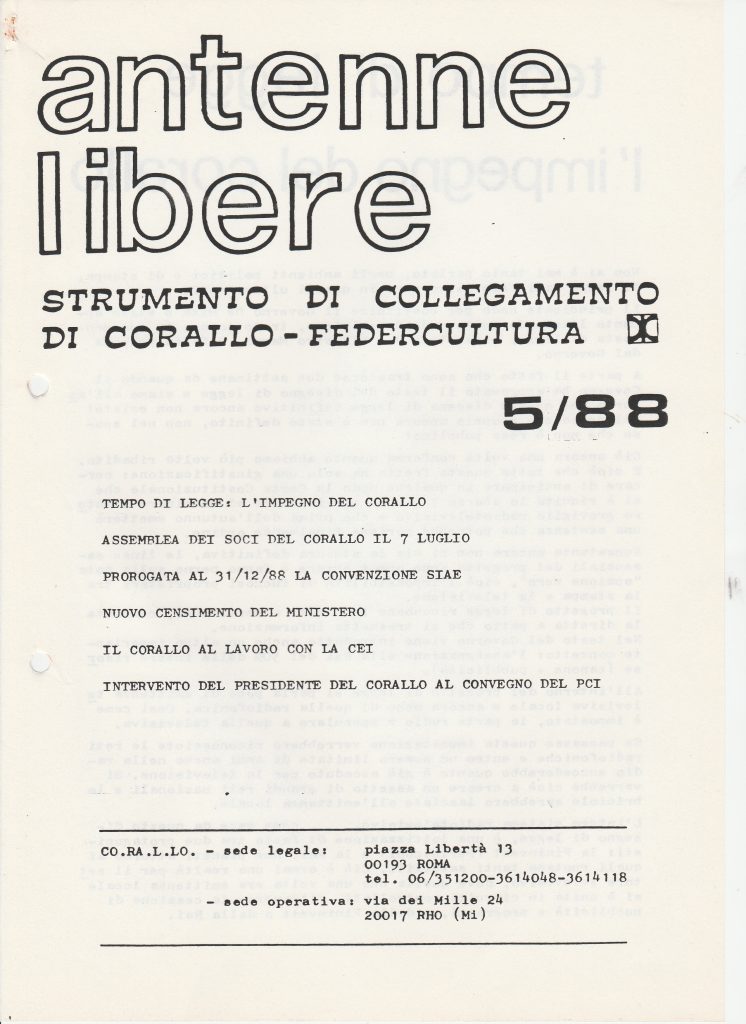 antenne
libere
STRUMENTO DI COLLEGAMENTO
DI CORALLO-FEDERCULTURA
5/88
TEMPO DI LEGGE: L'IMPEGNO DEL CORALLO
ASSEMBLEA DEI SOCI DEL CORALLO IL 7 LUGLIO
PROROGATA AL 31/12/88 LA CONVENZIONE SIAE
NUOVO CENSIMENTO DEL MINISTERO
IL CORALLO AL LAVORO CON LA CEI
INTERVENTO DEL PRESIDENTE DEL CORALLO AL CONVEGNO DEL PCI
CO.RA.L.LO. - sede legale: piazza Libertà 13
00193 ROMA
tel. 06/351200-3614048-3614118
- sede operativa: via dei Mille 24
20017 RHO (Mi)